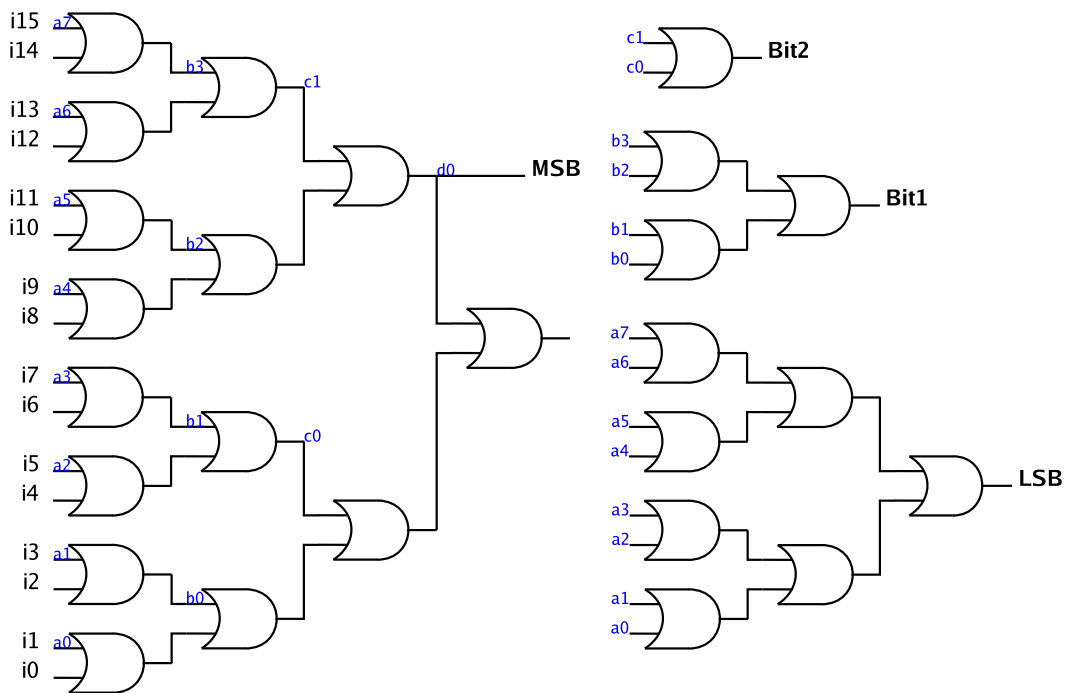 i15 a7
i14
b3
c1
i13 a6
i12
MSB
d0
i11 a5
i10
b2
i9 a4
i8
i7 a3
i6
b1
c0
i5 a2
i4
i3 a1
i2
b0
i1 a0
i0
c1
c0
Bit2
b3
b2
b1
b0
Bit1
a7
a6
a5
a4
a3
a2
a1
a0
LSB